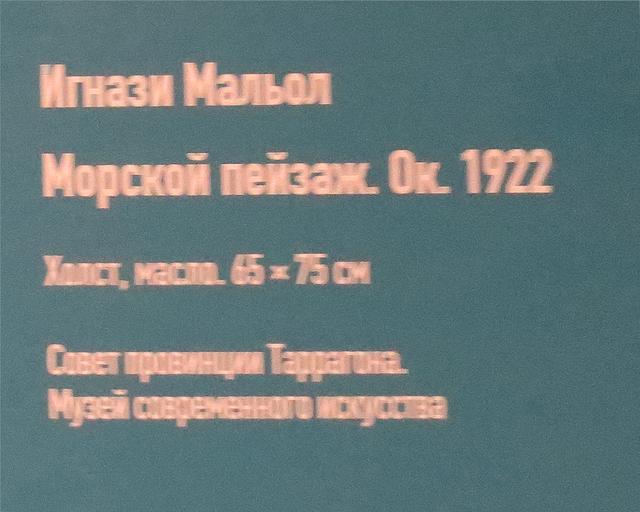 Игнази Мальол
Морской пейзаж. Ок. 1922
Холст, масло. 65 × 75 см
Совет провинции Таррагона.
Музей современного искусства